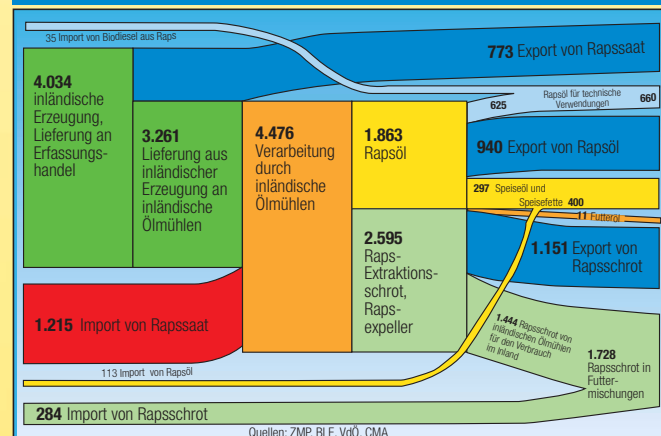 35 Import von Biodiesel aus Raps
773 Export von Rapssaat
4.034
inländische
Erzeugung,
Lieferung an
Erfassungs-
handel
3.261
Lieferung aus
inländischer
Erzeugung an
inländische
Ölmühlen
4.476
Verarbeitung
durch
inländische
Ölmühlen
1.863
Rapsöl
2.595
Raps-
Extraktions-
schrot,
Raps-
expeller
625
Rapsöl für technische
Verwendungen
660
940 Export von Rapsöl
297 Speiseöl und
Speisefette 400
11 Futteröl
1.151 Export von
Rapsschrot
1.444 Rapsschrot von
inländischen Ölmühlen
für den Verbrauch
im Inland
1.728
Rapsschrot in
Futter-
mischungen
1.215 Import von Rapssaat
113 Import von Rapsöl
284 Import von Rapsschrot
Quellen: ZMP, BLE, VdÖ, CMA